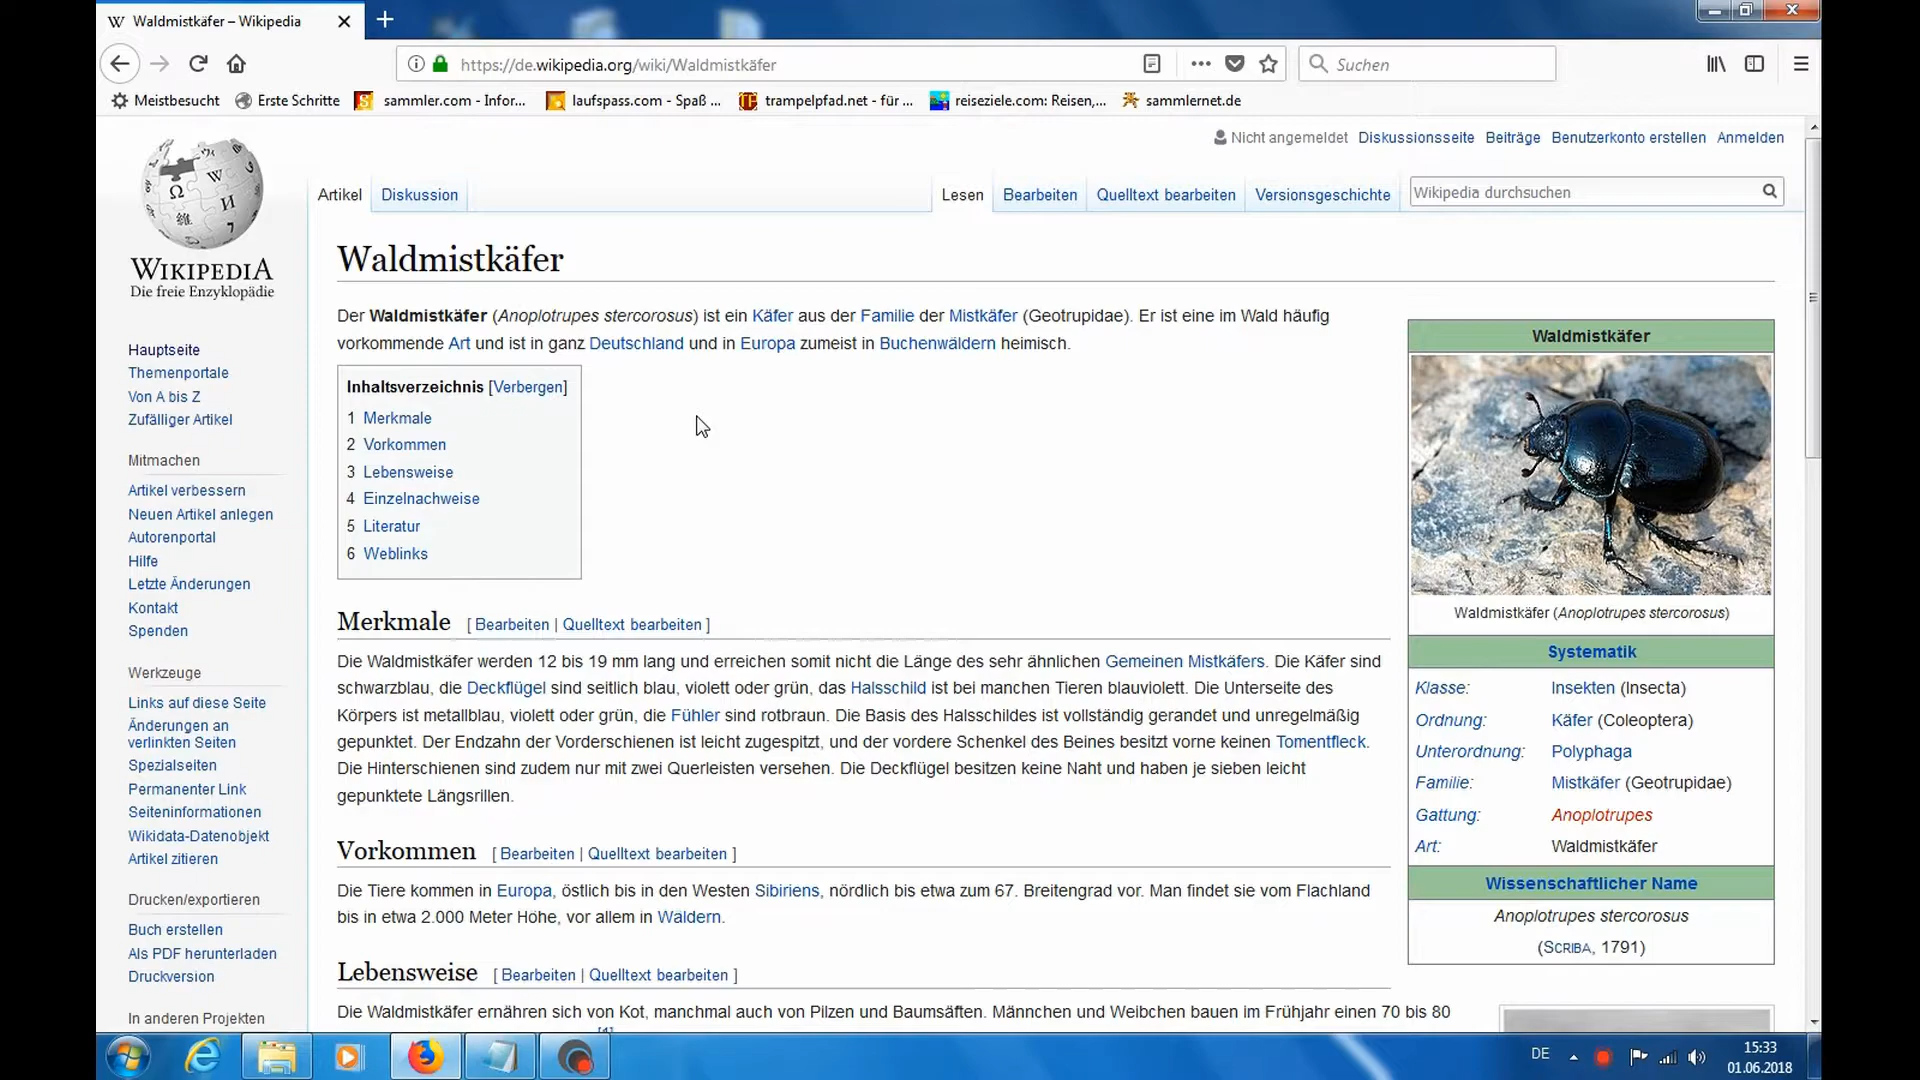 Waldmistkäfer – Wikipedia
https://de.wikipedia.org/wiki/Waldmistkäfer
Suchen
Meistbesucht
Erste Schritte
sammler.com - Infor...
laufspass.com - Spaß ...
trampelpfad.net - für ...
reiseziele.com: Reisen,...
sammlernet.de
Nicht angemeldet Diskussionsseite Beiträge Benutzerkonto erstellen Anmelden
Artikel Diskussion
Lesen Bearbeiten Quelltext bearbeiten Versionsgeschichte
Wikipedia durchsuchen
WIKIPEDIA
Die freie Enzyklopädie
Hauptseite
Themenportale
Von A bis Z
Zufälliger Artikel
Mitmachen
Artikel verbessern
Neuen Artikel anlegen
Autorenportal
Hilfe
Letzte Änderungen
Kontakt
Spenden
Werkzeuge
Links auf diese Seite
Änderungen an
verlinkten Seiten
Spezialseiten
Permanenter Link
Seiteninformationen
Wikidata-Datenobjekt
Artikel zitieren
Drucken/exportieren
Buch erstellen
Als PDF herunterladen
Druckversion
In anderen Projekten
Waldmistkäfer
Der Waldmistkäfer (Anoplotrupes stercorosus) ist ein Käfer aus der Familie der Mistkäfer (Geotrupidae). Er ist eine im Wald häufig
vorkommende Art und ist in ganz Deutschland und in Europa zumeist in Buchenwäldern heimisch.
Inhaltsverzeichnis [Verbergen]
1 Merkmale
2 Vorkommen
3 Lebensweise
4 Einzelnachweise
5 Literatur
6 Weblinks
Merkmale [ Bearbeiten | Quelltext bearbeiten ]
Die Waldmistkäfer werden 12 bis 19 mm lang und erreichen somit nicht die Länge des sehr ähnlichen Gemeinen Mistkäfers. Die Käfer sind
schwarzblau, die Deckflügel sind seitlich blau, violett oder grün, das Halsschild ist bei manchen Tieren blauviolett. Die Unterseite des
Körpers ist metallblau, violett oder grün, die Fühler sind rotbraun. Die Basis des Halsschildes ist vollständig gerandet und unregelmäßig
gepunktet. Der Endzahn der Vorderschienen ist leicht zugespitzt, und der vordere Schenkel des Beines besitzt vorne keinen Tomentfleck.
Die Hinterschienen sind zudem nur mit zwei Querleisten versehen. Die Deckflügel besitzen keine Naht und haben je sieben leicht
gepunktete Längsrillen.
Vorkommen [ Bearbeiten | Quelltext bearbeiten ]
Die Tiere kommen in Europa, östlich bis in den Westen Sibiriens, nördlich bis etwa zum 67. Breitengrad vor. Man findet sie vom Flachland
bis in etwa 2.000 Meter Höhe, vor allem in Wäldern.
Lebensweise [ Bearbeiten | Quelltext bearbeiten ]
Die Waldmistkäfer ernähren sich von Kot, manchmal auch von Pilzen und Baumsäften. Männchen und Weibchen bauen im Frühjahr einen 70 bis 80
Waldmistkäfer
Waldmistkäfer (Anoplotrupes stercorosus)
Systematik
Klasse: Insekten (Insecta)
Ordnung: Käfer (Coleoptera)
Unterordnung: Polyphaga
Familie: Mistkäfer (Geotrupidae)
Gattung: Anoplotrupes
Art: Waldmistkäfer
Wissenschaftlicher Name
Anoplotrupes stercorosus
(SCRIBA, 1791)
DE
15:33
01.06.2018